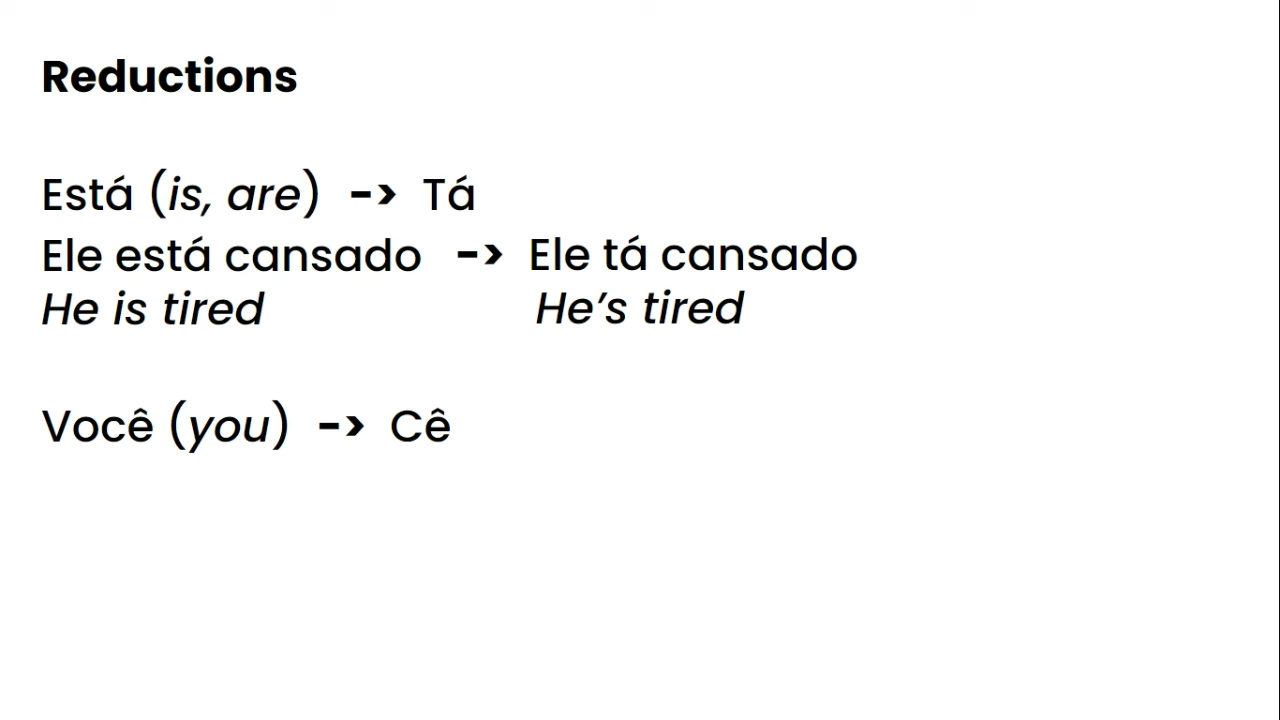 Reductions
Está (is, are) -> Tá
Ele está cansado -> Ele tá cansado
He is tired He’s tired
Você (you) -> Cê